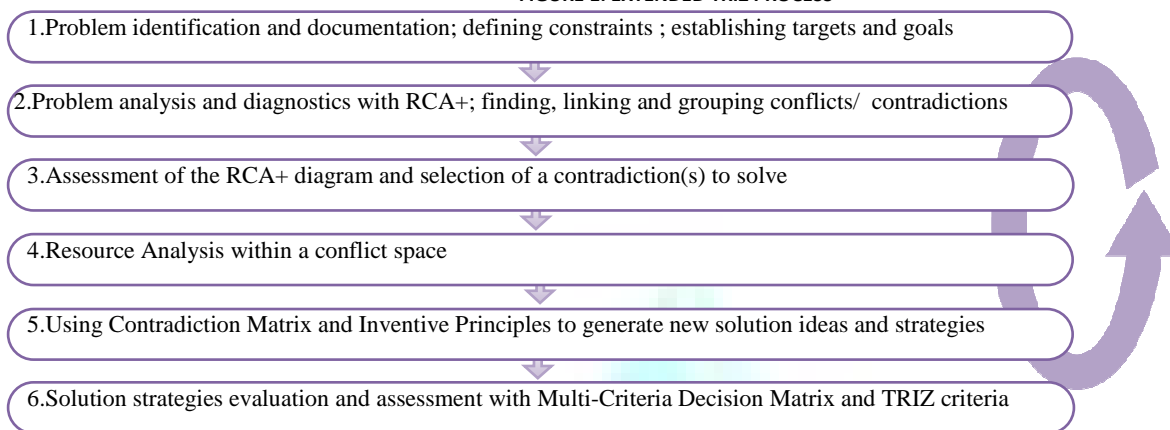 1.Problem identification and documentation; defining constraints ; establishing targets and goals
2.Problem analysis and diagnostics with RCA+; finding, linking and grouping conflicts/ contradictions
3.Assessment of the RCA+ diagram and selection of a contradiction(s) to solve
4.Resource Analysis within a conflict space
5.Using Contradiction Matrix and Inventive Principles to generate new solution ideas and strategies
6.Solution strategies evaluation and assessment with Multi-Criteria Decision Matrix and TRIZ criteria